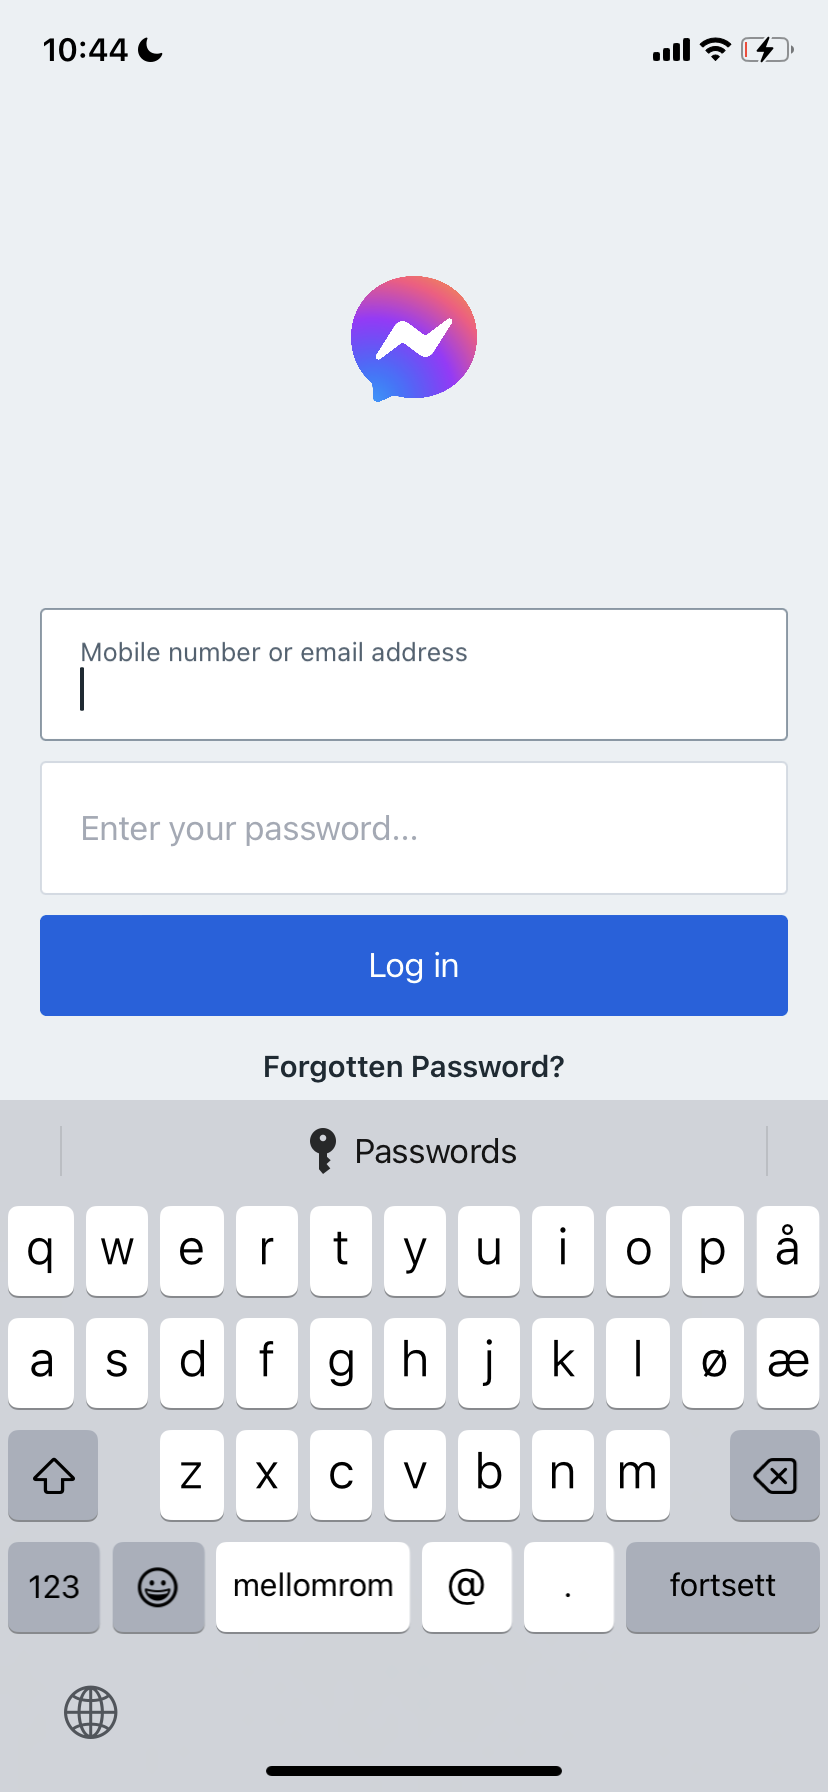 10:44
Mobile number or email address
Enter your password...
Log in
Forgotten Password?
Passwords
q w e r t y u i o p å
a s d f g h j k l ø æ
z x c v b n m
123 mellomrom @ . fortsett